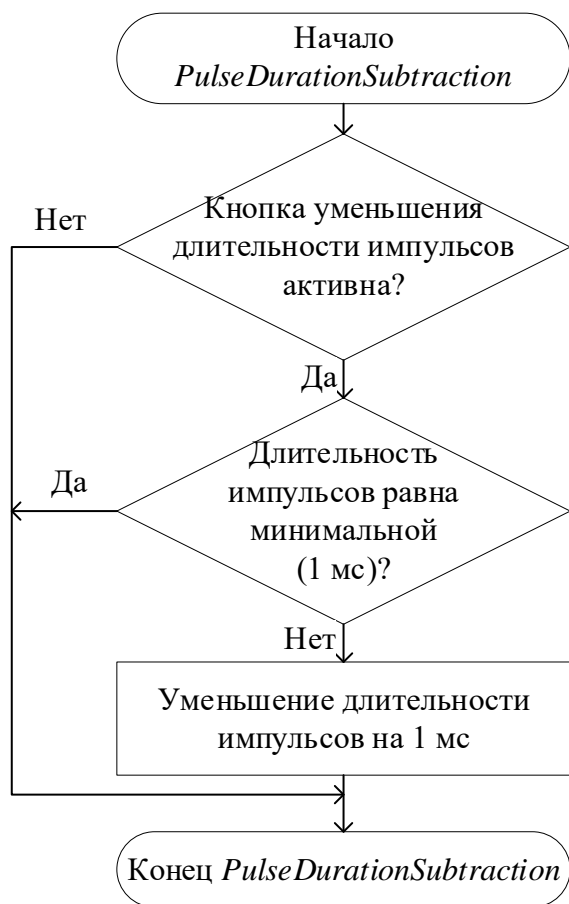 Начало
PulseDurationSubtraction
Кнопка уменьшения
Нет
длительности импульсов
активна?
Да
Длительность
Да
импульсов равна
минимальной
(1 мс)?
Нет
Уменьшение длительности
импульсов на 1 мс
Конец PulseDurationSubtraction